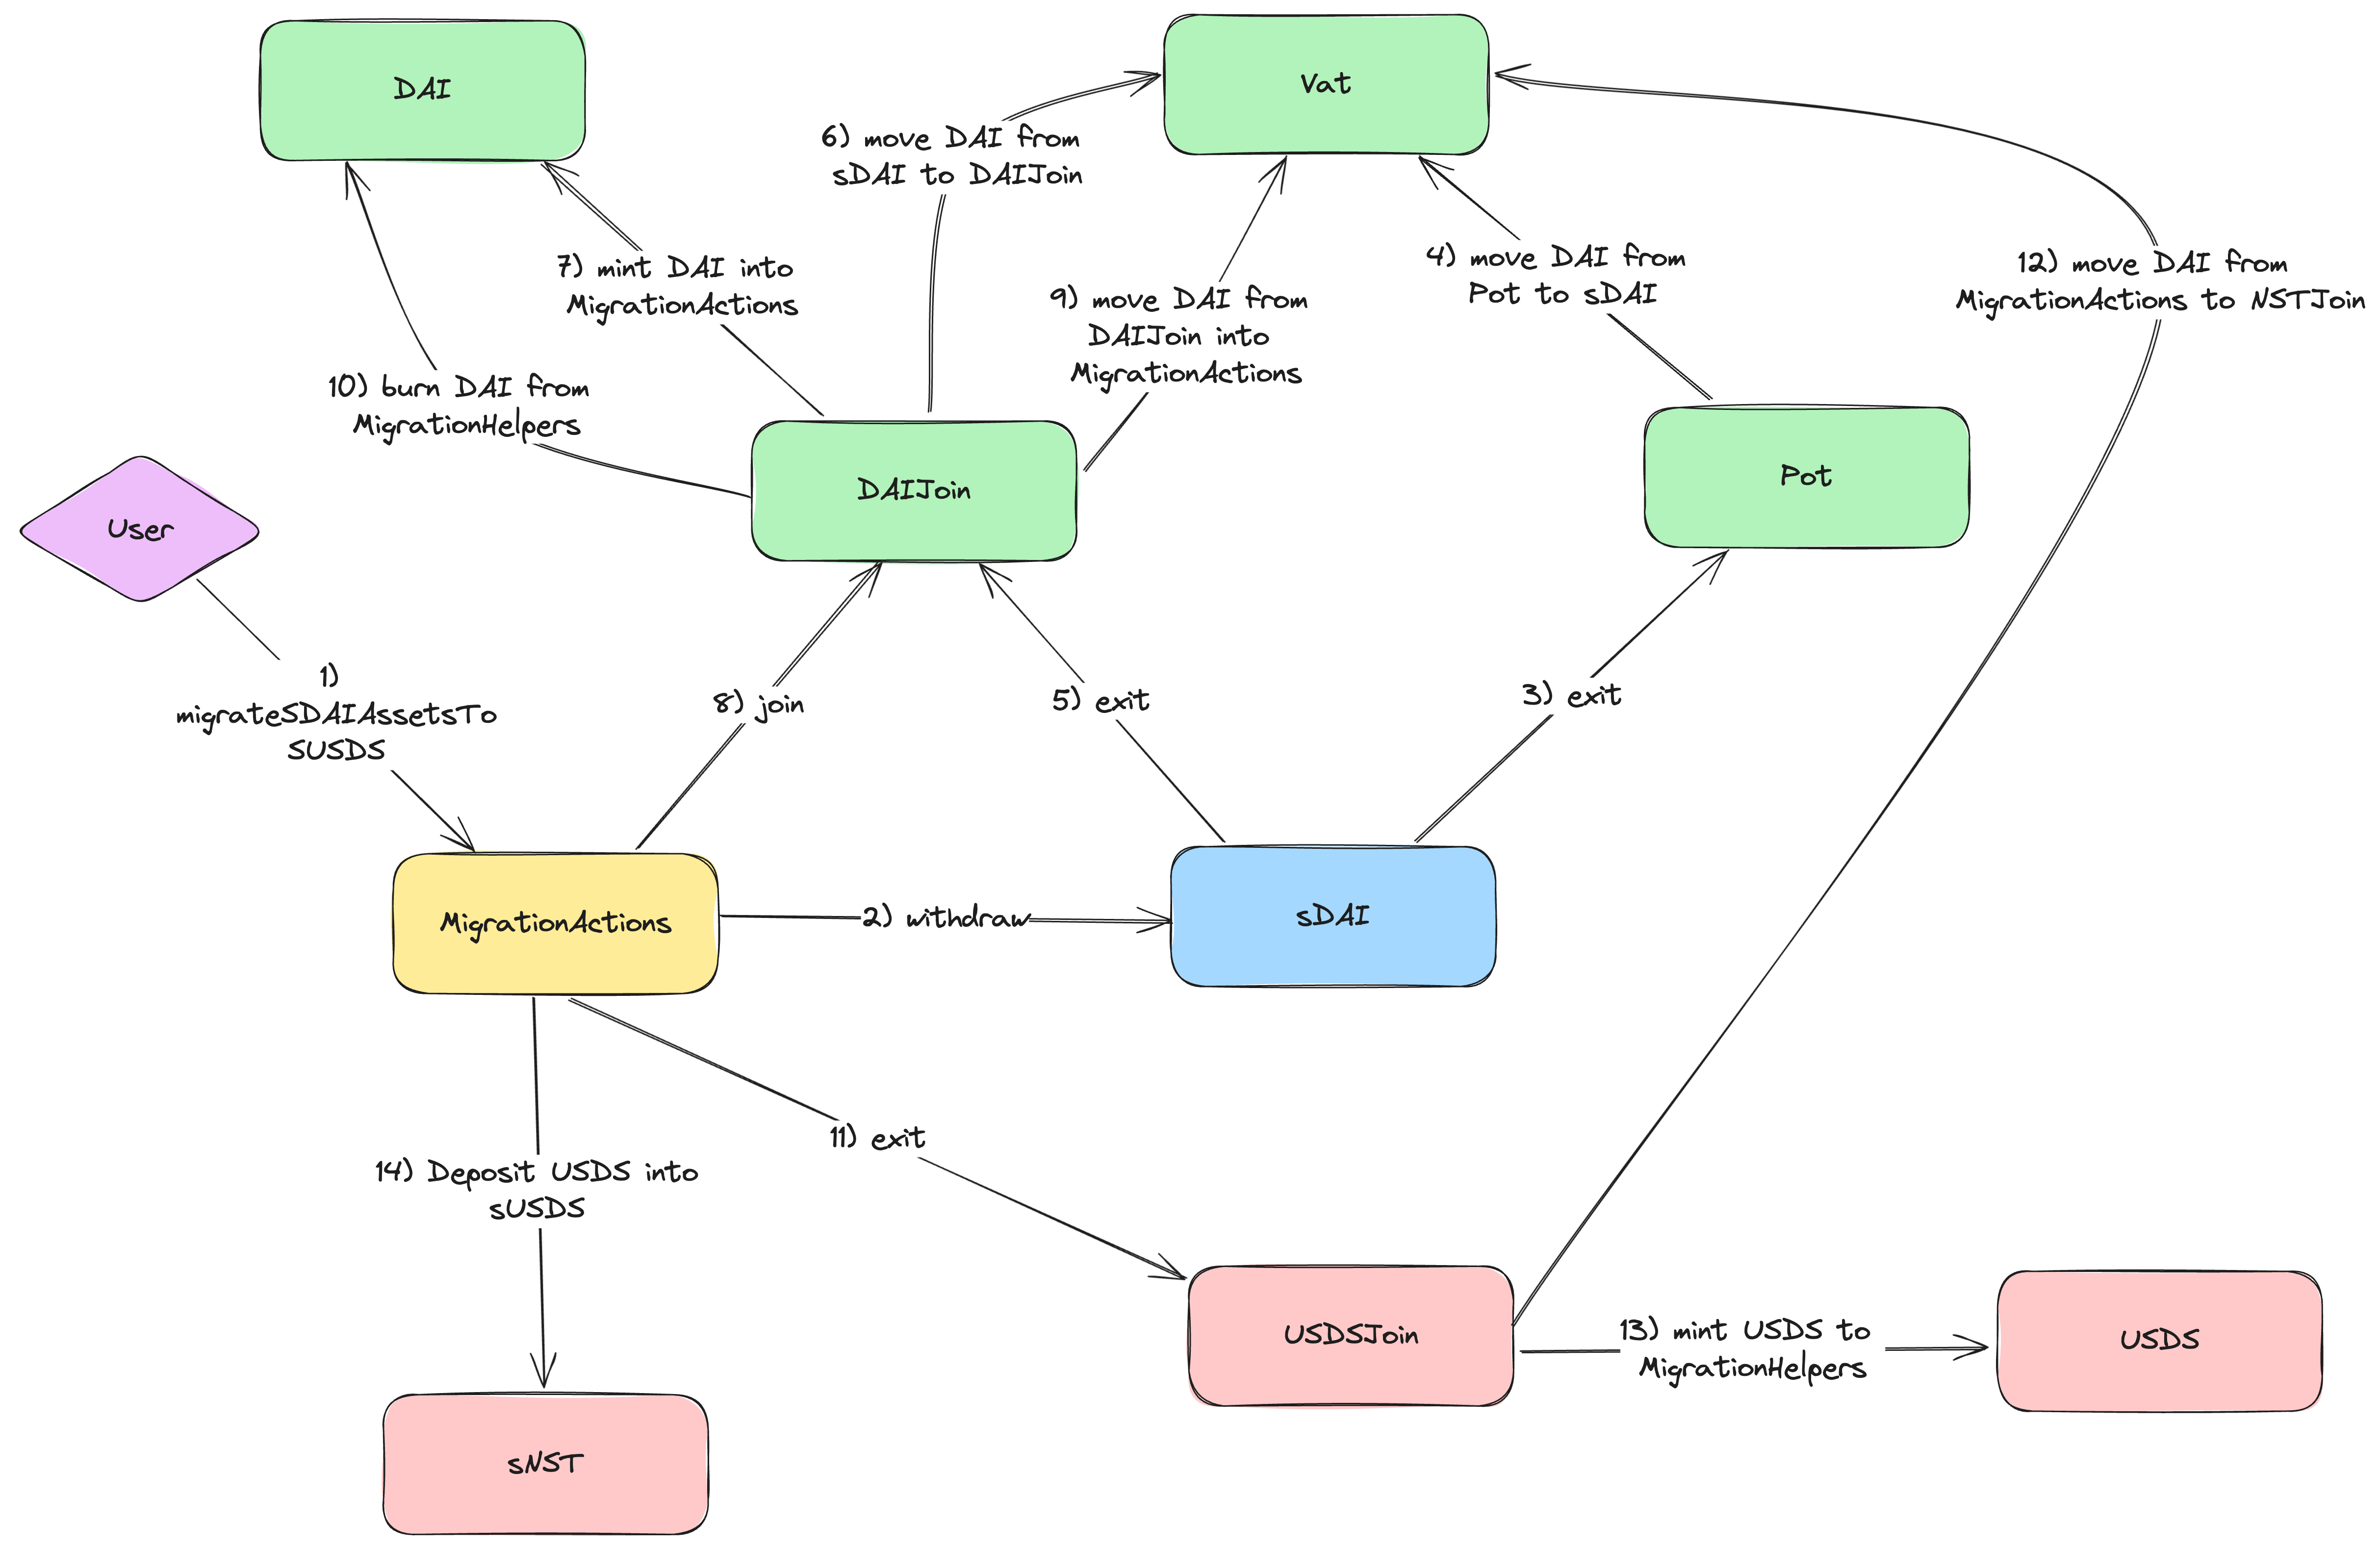 DAI
Vat
6) move DAI from
sDAI to DAIJoin
7) mint DAI into
MigrationActions
9) move DAI from
DAIJoin into
MigrationActions
4) move DAI from
Pot to sDAI
12) move DAI from
MigrationActions to NSTJoin
10) burn DAI from
MigrationHelpers
DAIJoin
Pot
User
1)
migrateSDAIAssetsTo
SUSDS
8) join
5) exit
3) exit
MigrationActions
2) withdraw
sDAI
11) exit
14) Deposit USDS into
sUSDS
USDSJoin
13) mint USDS to
MigrationHelpers
USDS
sNST